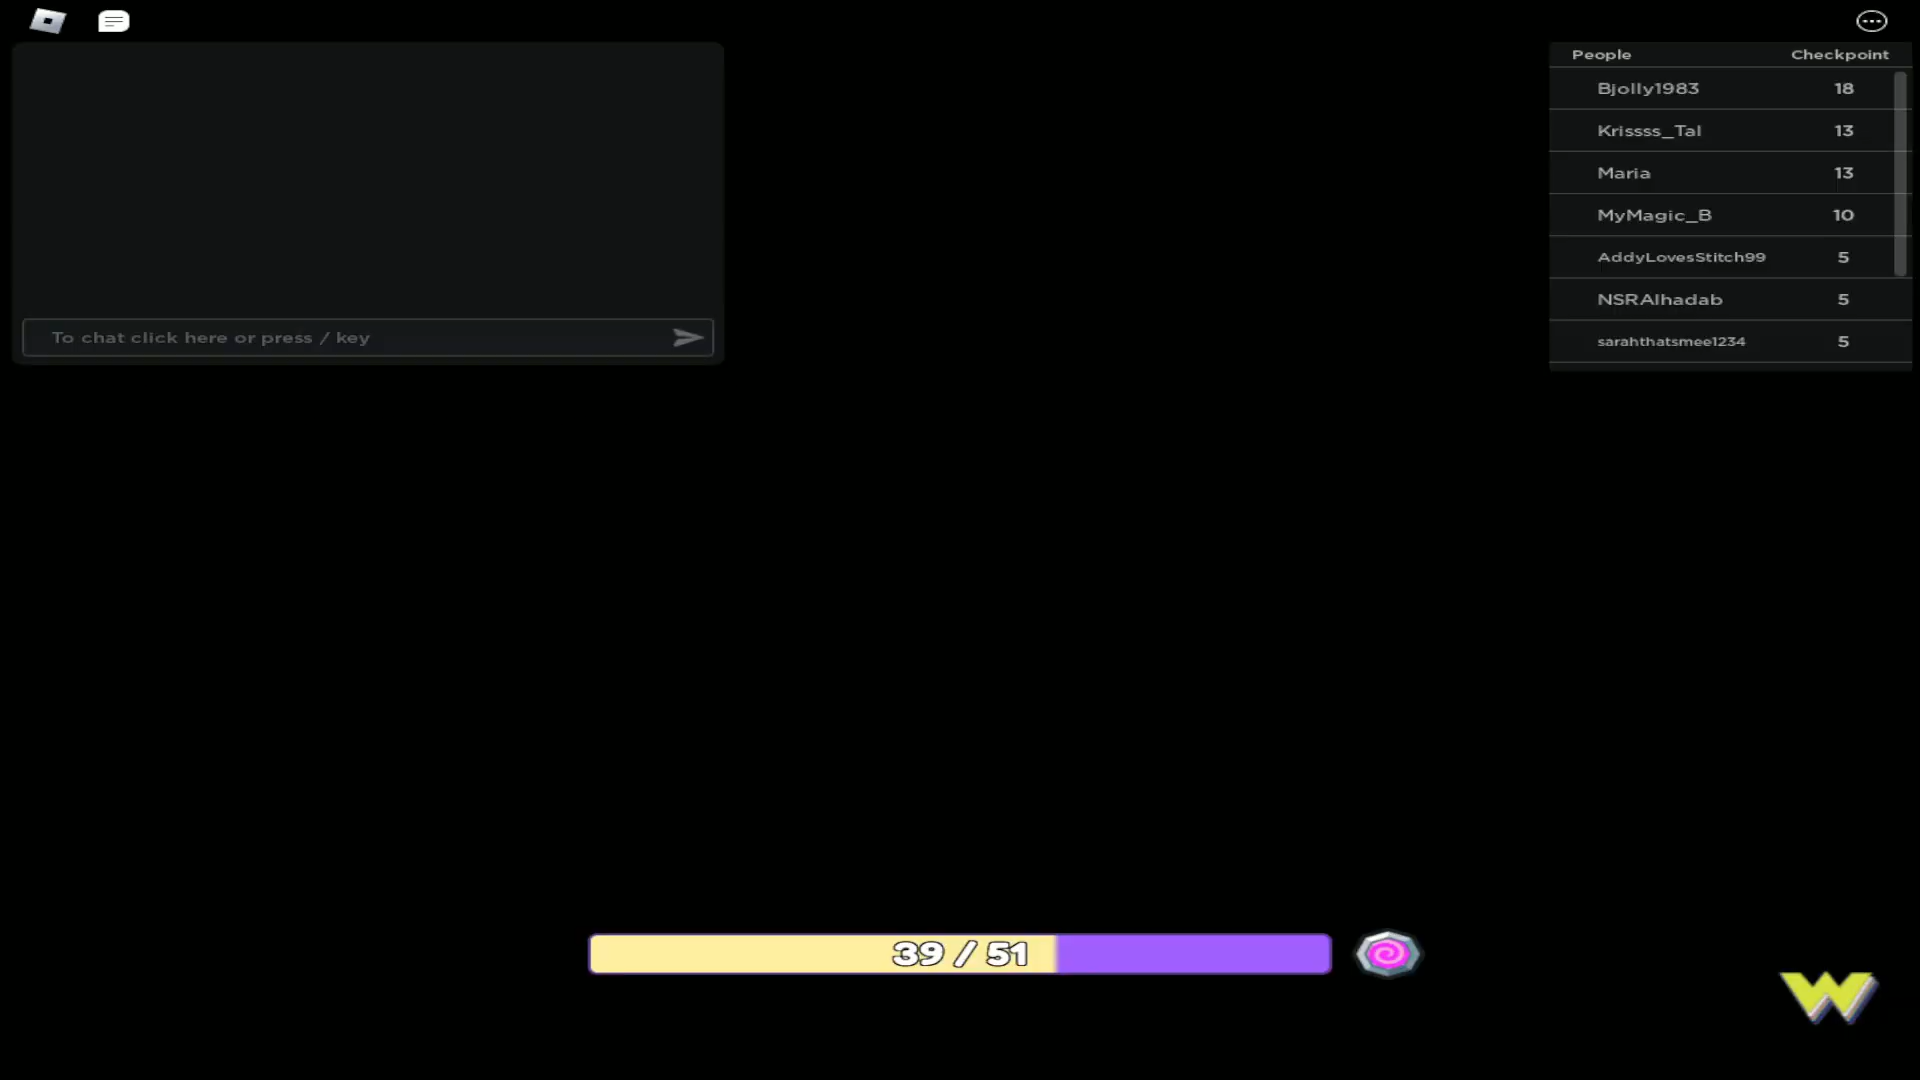 People Checkpoint
Bjolly1983 18
Krissss_Tal 13
Maria 13
MyMagic_B 10
AddyLovesStitch99 5
NSRAlhadab 5
sarahthatsmee1234 5
To chat click here or press / key
39 / 51
W